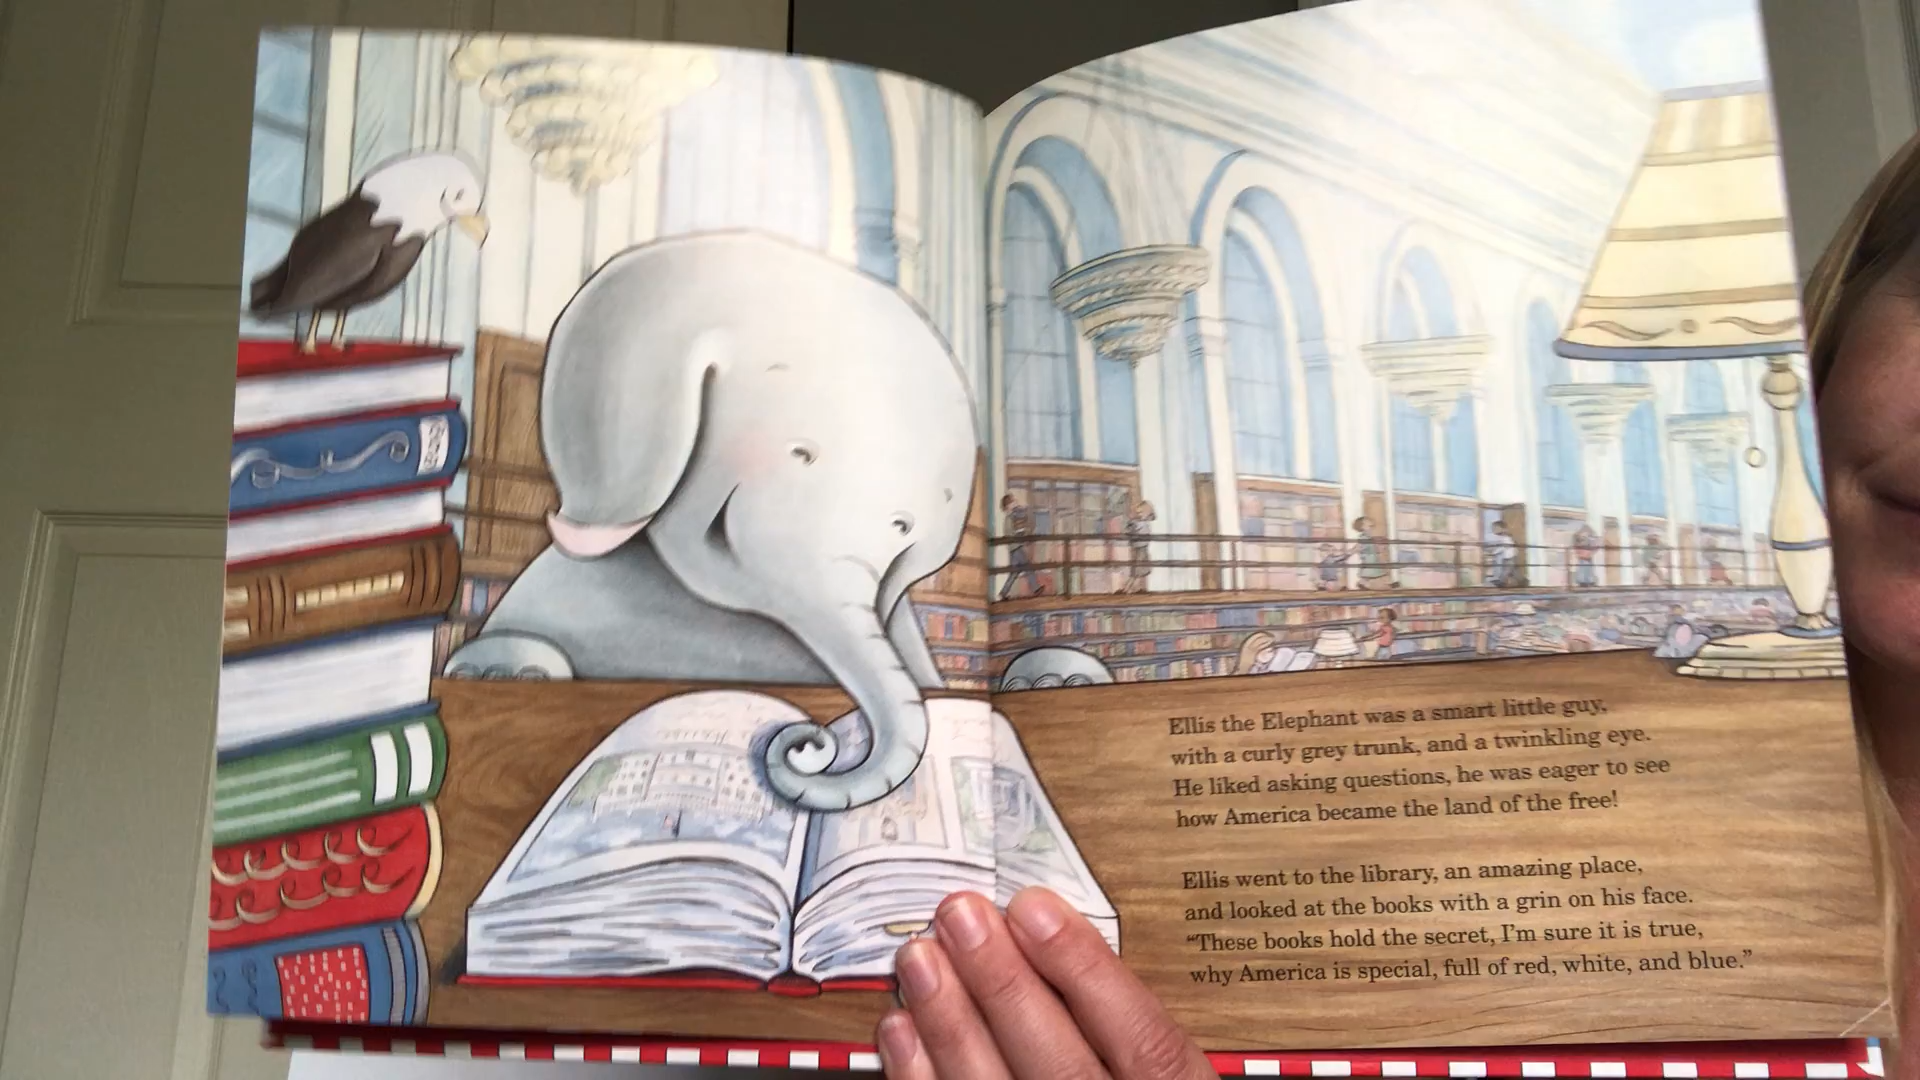 Ellis the Elephant was a smart little guy,
with a curly grey trunk, and a twinkling eye.
He liked asking questions, he was eager to see
how America became the land of the free!
Ellis went to the library, an amazing place,
and looked at the books with a grin on his face.
“These books hold the secret, I’m sure it is true,
why America is special, full of red, white, and blue.”